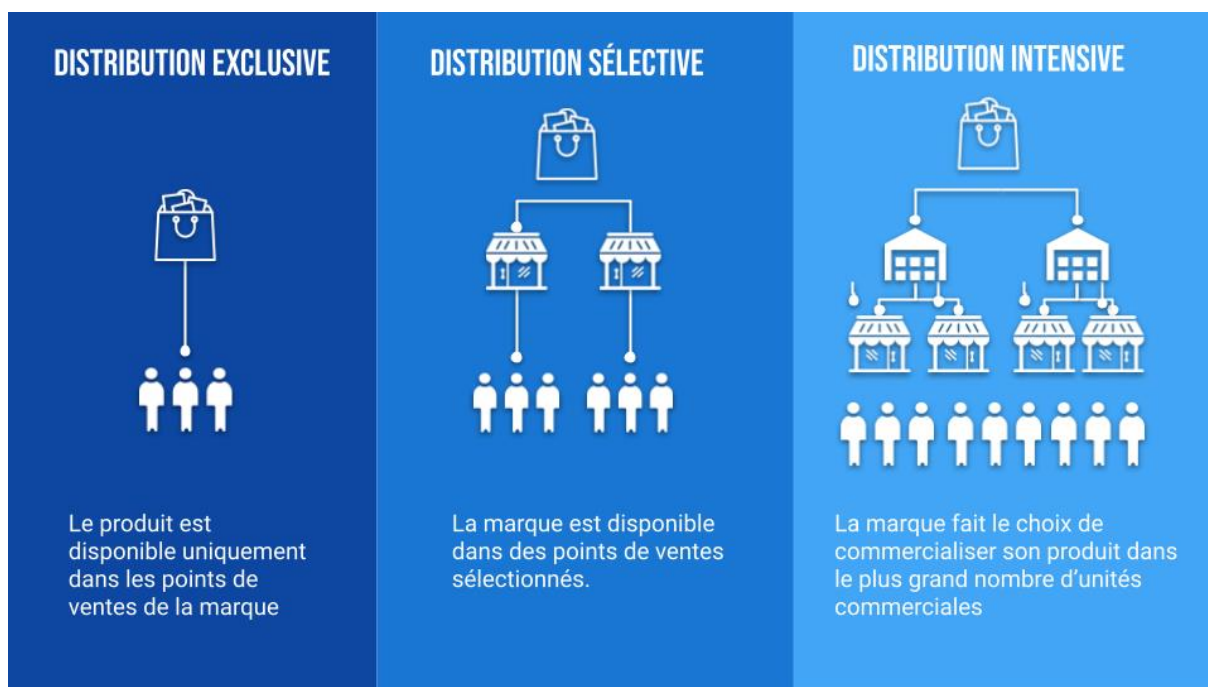 DISTRIBUTION EXCLUSIVE
Le produit est
disponible uniquement
dans les points de
ventes de la marque
DISTRIBUTION SÉLECTIVE
La marque est disponible
dans des points de ventes
sélectionnés.
DISTRIBUTION INTENSIVE
La marque fait le choix de
commercialiser son produit dans
le plus grand nombre d'unités
commerciales